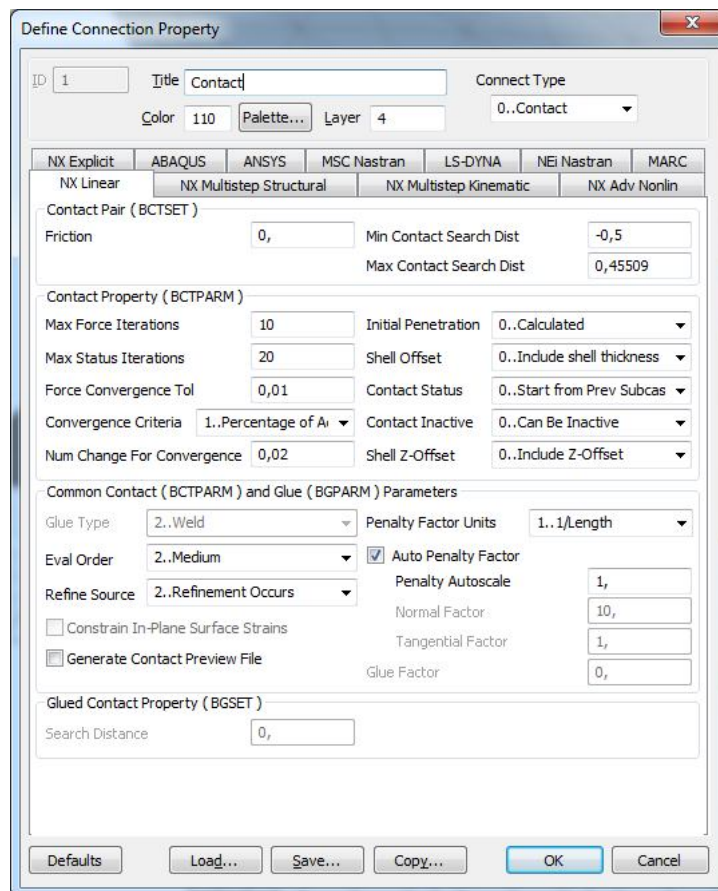 Define Connection Property
ID 1 Title Contact Connect Type
Color 110 Palette... Layer 4 0..Contact
NX Explicit ABAQUS ANSYS MSC Nastran LS-DYNA NEi Nastran MARC
NX Linear NX Multistep Structural NX Multistep Kinematic NX Adv Nonlin
Contact Pair ( BCTSET )
Friction 0, Min Contact Search Dist -0,5
Max Contact Search Dist 0,45509
Contact Property ( BCTPARM )
Max Force Iterations 10 Initial Penetration 0..Calculated
Max Status Iterations 20 Shell Offset 0..Include shell thickness
Force Convergence Tol 0,01 Contact Status 0..Start from Prev Subcas
Convergence Criteria 1..Percentage of A Contact Inactive 0..Can Be Inactive
Num Change For Convergence 0,02 Shell Z-Offset 0..Include Z-Offset
Common Contact ( BCTPARM ) and Glue ( BGPARM ) Parameters
Glue Type 2..Weld Penalty Factor Units 1..1/Length
Eval Order 2..Medium Auto Penalty Factor
Refine Source 2..Refinement Occurs Penalty Autoscale 1,
Normal Factor 10,
Constrain In-Plane Surface Strains Tangential Factor 1,
Generate Contact Preview File Glue Factor 0,
Glued Contact Property ( BGSET )
Search Distance 0,
Defaults Load... Save... Copy... OK Cancel